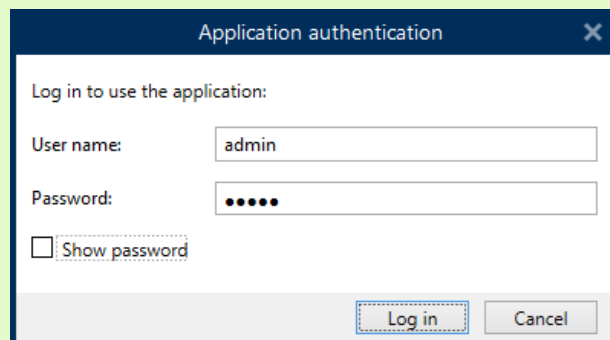 Application authentication
Log in to use the application:
User name: admin
Password: ●●●●●
Show password
Log in Cancel